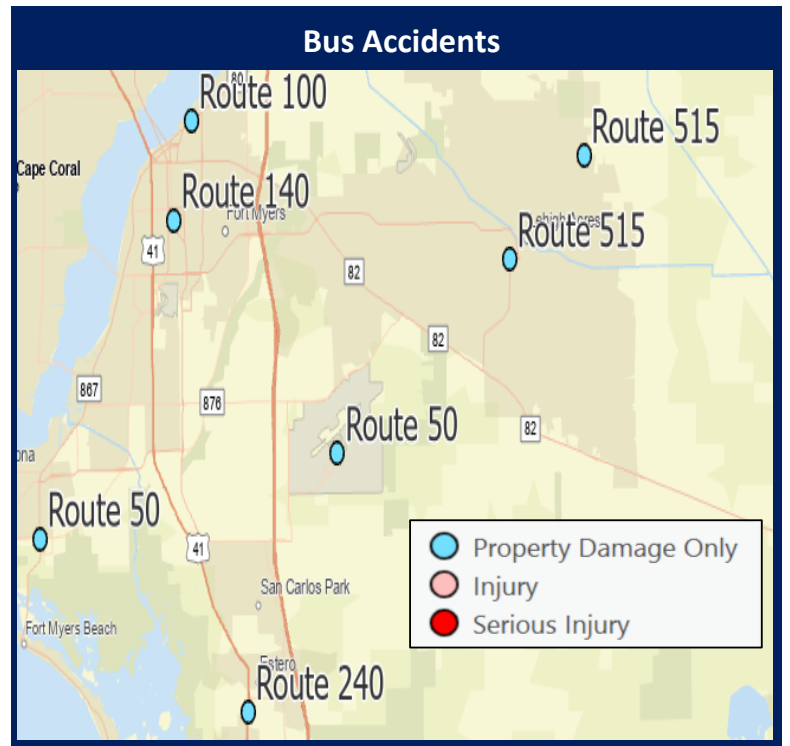 Bus Accidents
80
Route 100
Route 515
Cape Coral
Route 140
Fort Myers
Route 515
41
82
82
867
876
Route 50
82
Route 50
41
Property Damage Only
San Carlos Park
Injury
Serious Injury
Fort Myers Beach
Estero
Route 240